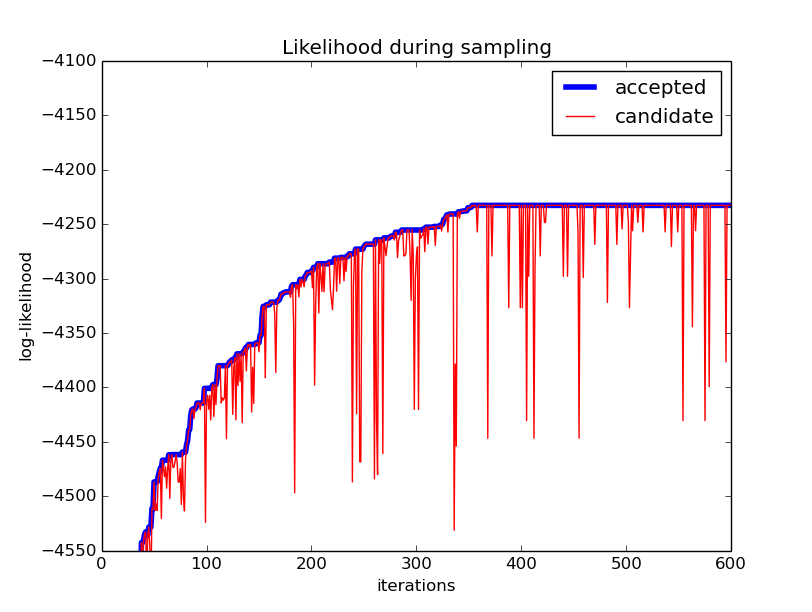 Likelihood during sampling
accepted
candidate
−4100
−4150
−4200
−4250
−4300
−4350
−4400
−4450
−4500
−4550
log-likelihood
0 100 200 300 400 500 600
iterations